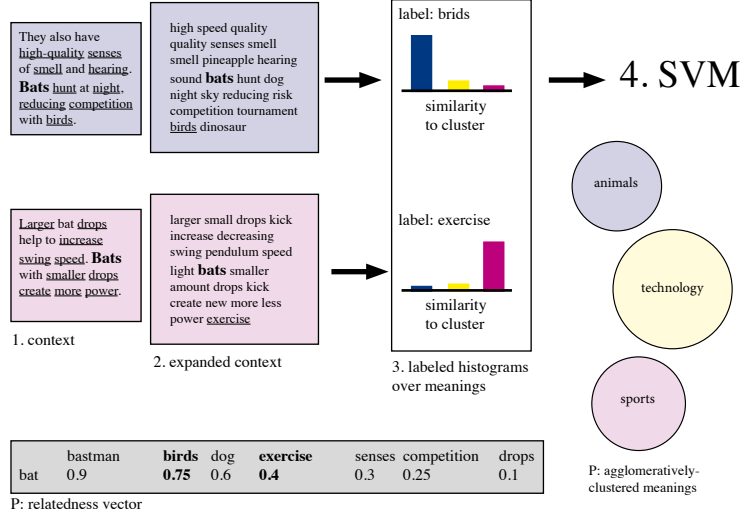 They also have
high-quality senses
of smell and hearing.
Bats hunt at night,
reducing competition
with birds.
high speed quality
quality senses smell
smell pineapple hearing
sound bats hunt dog
night sky reducing risk
competition tournament
birds dinosaur
label: brids
similarity
to cluster
4. SVM
Larger bat drops
help to increase
swing speed. Bats
with smaller drops
create more power.
1. context
larger small drops kick
increase decreasing
swing pendulum speed
light bats smaller
amount drops kick
create new more less
power exercise
2. expanded context
label: exercise
similarity
to cluster
3. labeled histograms
over meanings
animals
technology
sports
P: agglomeratively-
clustered meanings
bastman birds dog exercise senses competition drops
bat 0.9 0.75 0.6 0.4 0.3 0.25 0.1
P: relatedness vector